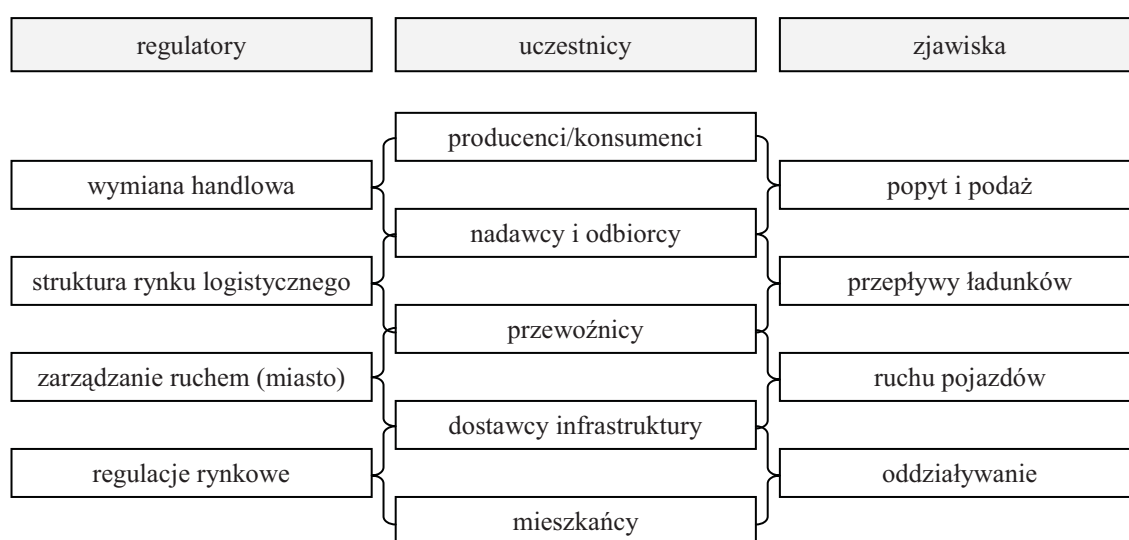 regulatory
uczestnicy
zjawiska
producenci/konsumenci
wymiana handlowa
popyt i podaż
nadawcy i odbiorcy
struktura rynku logistycznego
przepływy ładunków
przewoźnicy
zarządzanie ruchem (miasto)
ruchu pojazdów
dostawcy infrastruktury
regulacje rynkowe
oddziaływanie
mieszkańcy